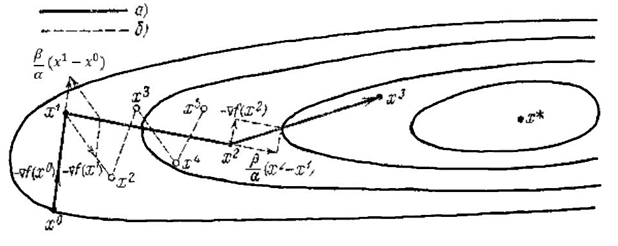 а)
б)
β/α (x¹ − x⁰)
x¹
x³
x⁵
−∇f(x²)
x³
x*
−∇f(x⁰)
−∇f(x¹)
x²
x⁴
x²
β/α (x² − x¹)
x⁰